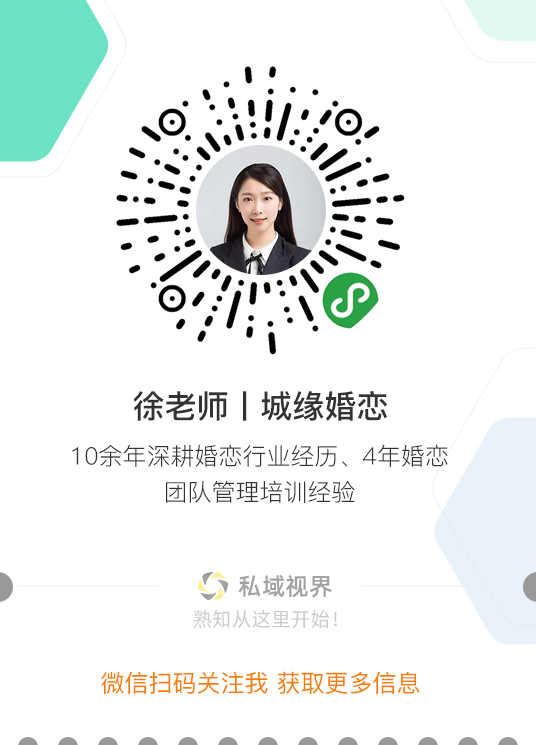 徐老师丨城缘婚恋
10余年深耕婚恋行业经历、4年婚恋
团队管理培训经验
私域视界
熟知从这里开始!
微信扫码关注我 获取更多信息